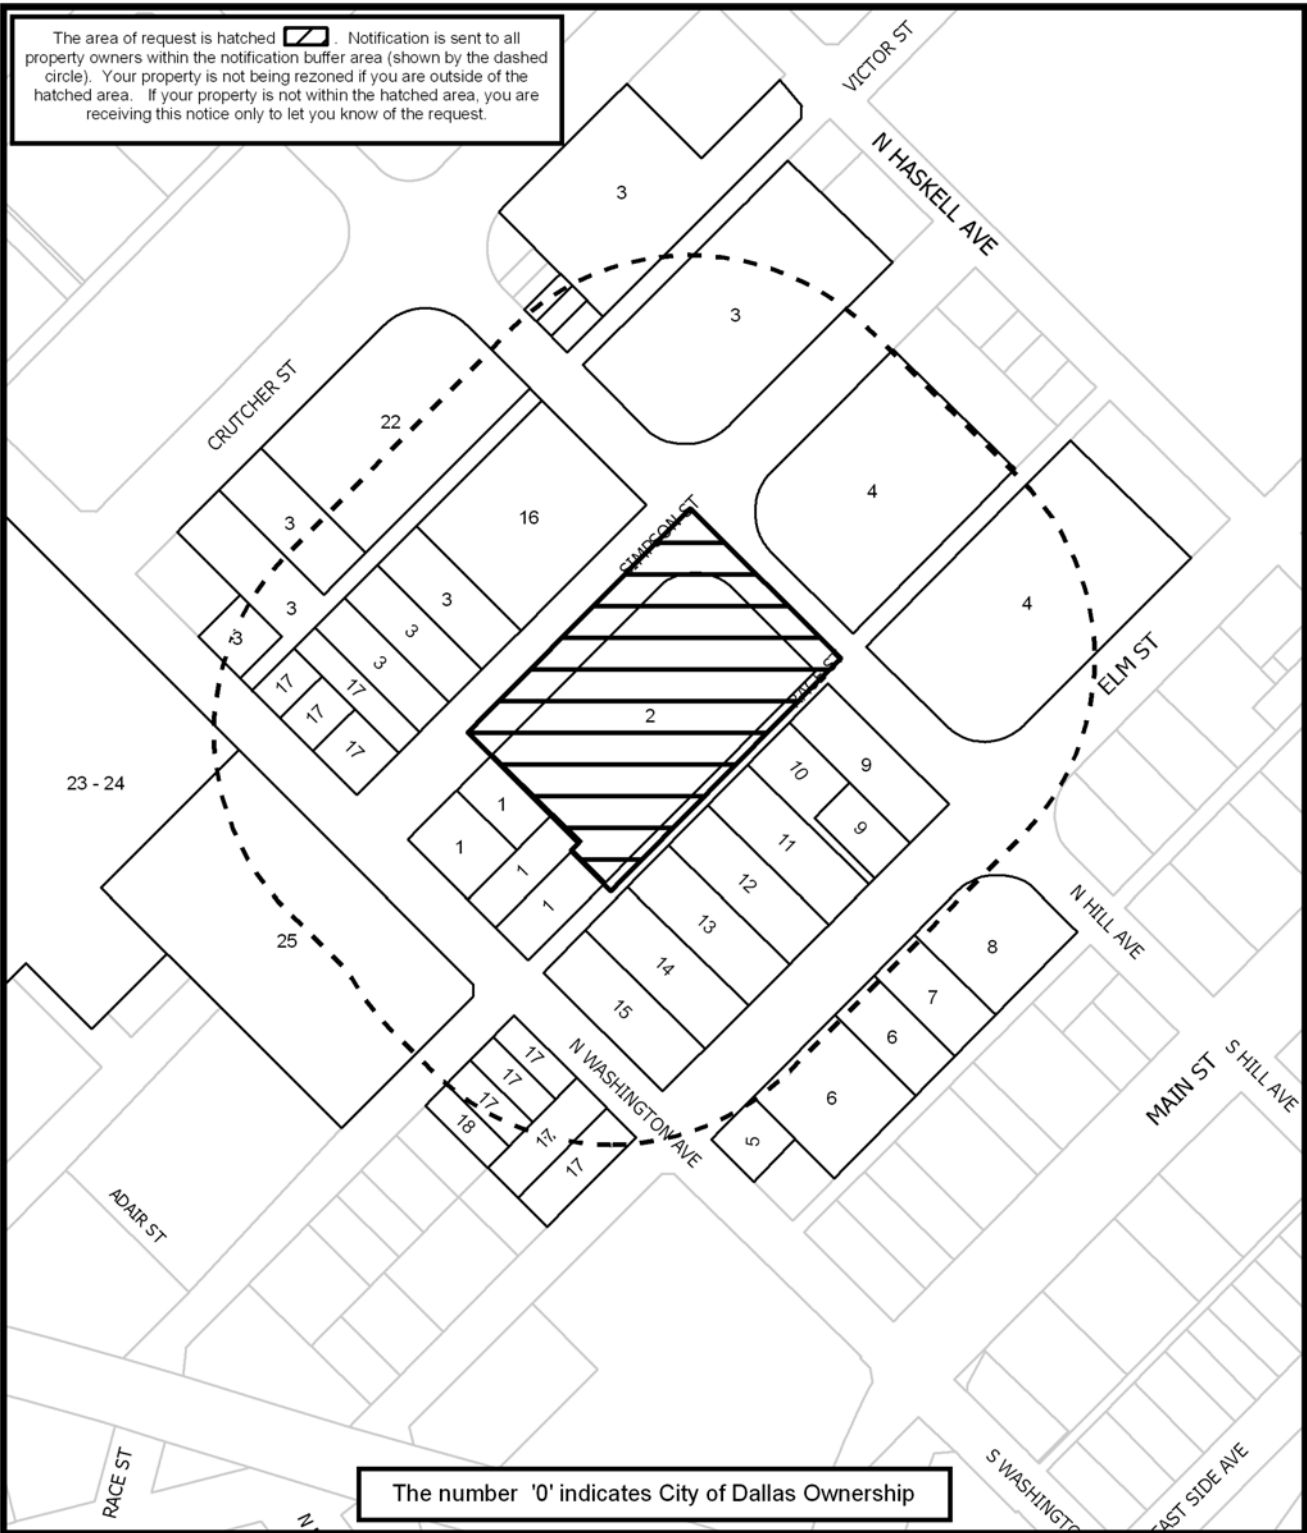 The area of request is hatched . Notification is sent to all
property owners within the notification buffer area (shown by the dashed
circle). Your property is not being rezoned if you are outside of the
hatched area. If your property is not within the hatched area, you are
receiving this notice only to let you know of the request.
VICTOR ST
N HASKELL AVE
3
3
CRUTCHER ST
22
4
16
3
SIMPSON ST
3
3
4
3
3
3
ELM ST
17
17
17
17
2
9
10
23 - 24
1
9
1
11
1
12
1
13
N HILL AVE
25
14
8
7
15
6
17
N WASHINGTON AVE
17
S HILL AVE
MAIN ST
6
17
18
17
5
17
ADAIR ST
RACE ST
S WASHINGTO
EAST SIDE AVE
N
The number '0' indicates City of Dallas Ownership